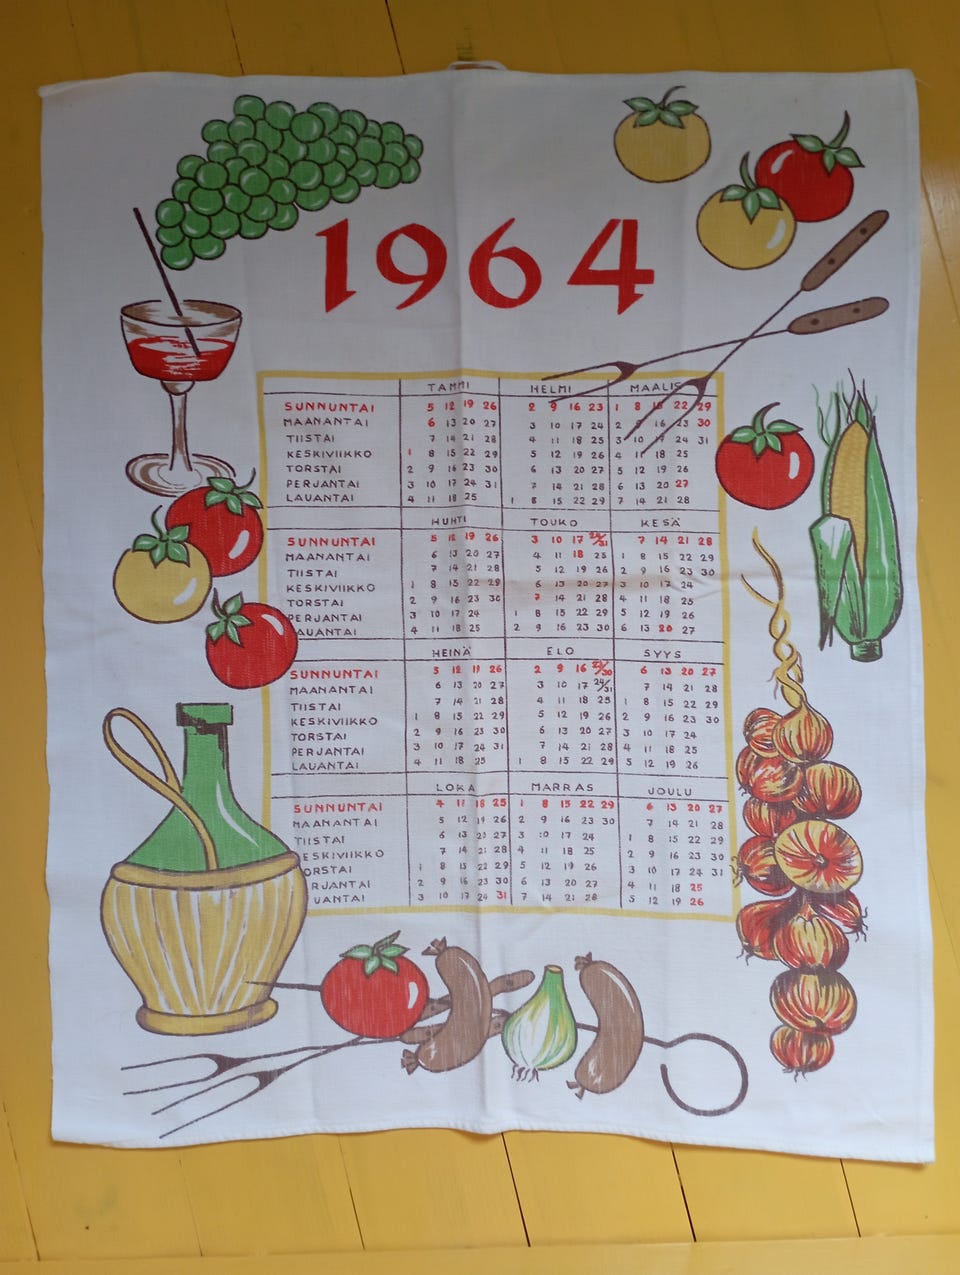 1964
TAMMI HELMI MAALIS
SUNNUNTAI 5 12 19 26 2 9 16 23 1 8 15 22 29
MAANANTAI 6 13 20 27 3 10 17 24 2 9 16 23 30
TIISTAI 7 14 21 28 4 11 18 25 3 10 17 24 31
KESKIVIIKKO 1 8 15 22 29 5 12 19 26 4 11 18 25
TORSTAI 2 9 16 23 30 6 13 20 27 5 12 19 26
PERJANTAI 3 10 17 24 31 7 14 21 28 6 13 20 27
LAUANTAI 4 11 18 25 1 8 15 22 29 7 14 21 28
HUHTI TOUKO KESÄ
SUNNUNTAI 5 12 19 26 3 10 17 24/31 7 14 21 28
MAANANTAI 6 13 20 27 4 11 18 25 1 8 15 22 29
TIISTAI 7 14 21 28 5 12 19 26 2 9 16 23 30
KESKIVIIKKO 1 8 15 22 29 6 13 20 27 3 10 17 24
TORSTAI 2 9 16 23 30 7 14 21 28 4 11 18 25
PERJANTAI 3 10 17 24 1 8 15 22 29 5 12 19 26
LAUANTAI 4 11 18 25 2 9 16 23 30 6 13 20 27
HEINÄ ELO SYYS
SUNNUNTAI 5 12 19 26 2 9 16 23/30 6 13 20 27
MAANANTAI 6 13 20 27 3 10 17 24/31 7 14 21 28
TIISTAI 7 14 21 28 4 11 18 25 1 8 15 22 29
KESKIVIIKKO 1 8 15 22 29 5 12 19 26 2 9 16 23 30
TORSTAI 2 9 16 23 30 6 13 20 27 3 10 17 24
PERJANTAI 3 10 17 24 31 7 14 21 28 4 11 18 25
LAUANTAI 4 11 18 25 1 8 15 22 29 5 12 19 26
LOKA MARRAS JOULU
SUNNUNTAI 4 11 18 25 1 8 15 22 29 6 13 20 27
MAANANTAI 5 12 19 26 2 9 16 23 30 7 14 21 28
TIISTAI 6 13 20 27 3 10 17 24 1 8 15 22 29
ESKIVIIKKO 7 14 21 28 4 11 18 25 2 9 16 23 30
ORSTAI 1 8 15 22 29 5 12 19 26 3 10 17 24 31
RJANTAI 2 9 16 23 30 6 13 20 27 4 11 18 25
UANTAI 3 10 17 24 31 7 14 21 28 5 12 19 26